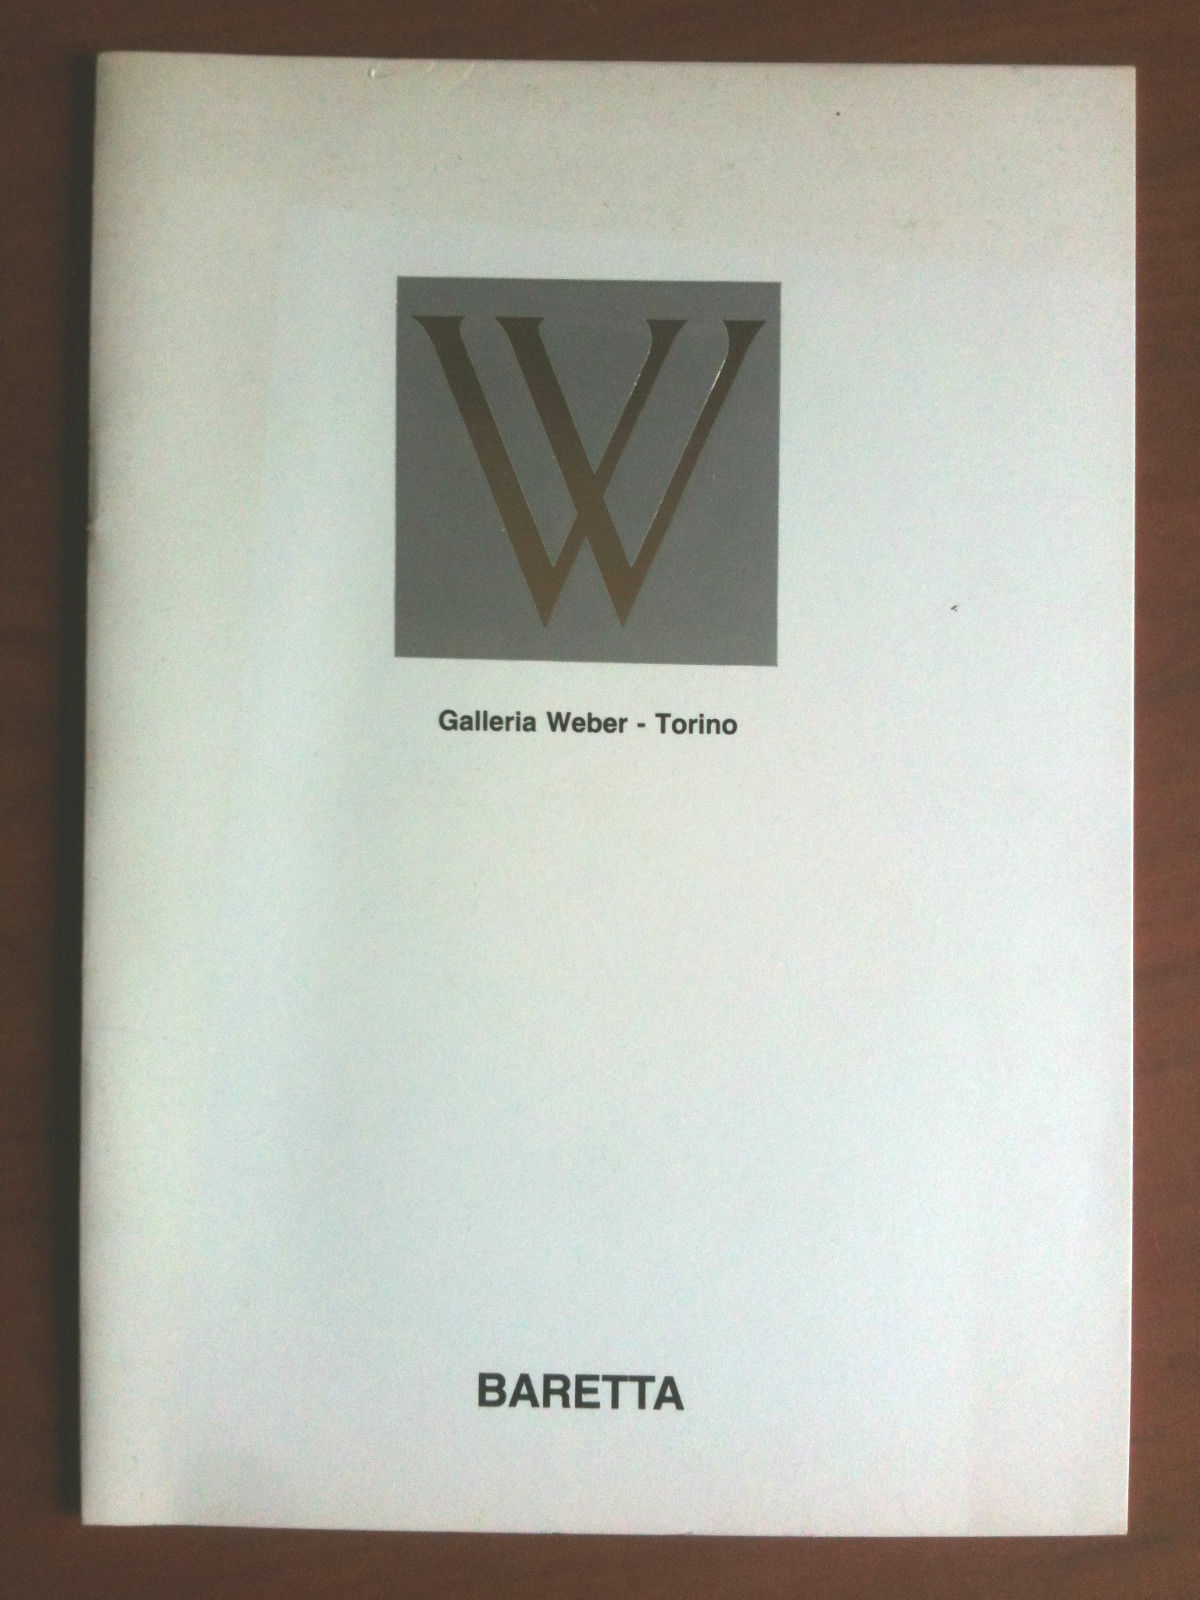 W
Galleria Weber - Torino
BARETTA